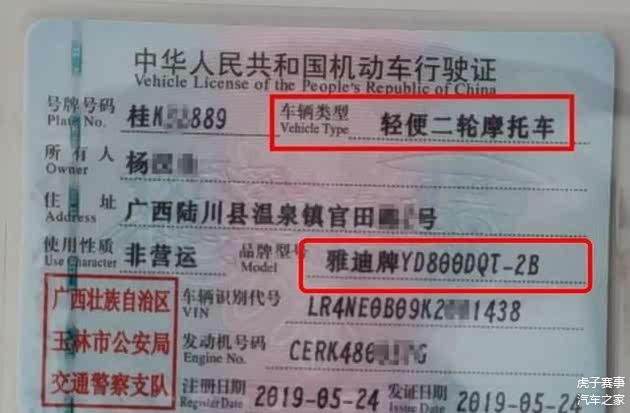 中华人民共和国机动车行驶证
Vehicle License of the People's Republic of China
号牌号码 桂K 889 车辆类型 轻便二轮摩托车
Plate No. Vehicle Type
所有人 杨
Owner
住址 广西陆川县温泉镇官田 号
Address
使用性质 非营运 品牌型号 雅迪牌YD800DQT-2B
Use Character Model
广西壮族自治区
玉林市公安局
交通警察支队
车辆识别代号 LR4NE0B09K2 1438
VIN
发动机号码 CERK480 G
Engine No.
注册日期 2019-05-24 发证日期 2019-05-24
Register Date Issue Date
虎子赛事
汽车之家